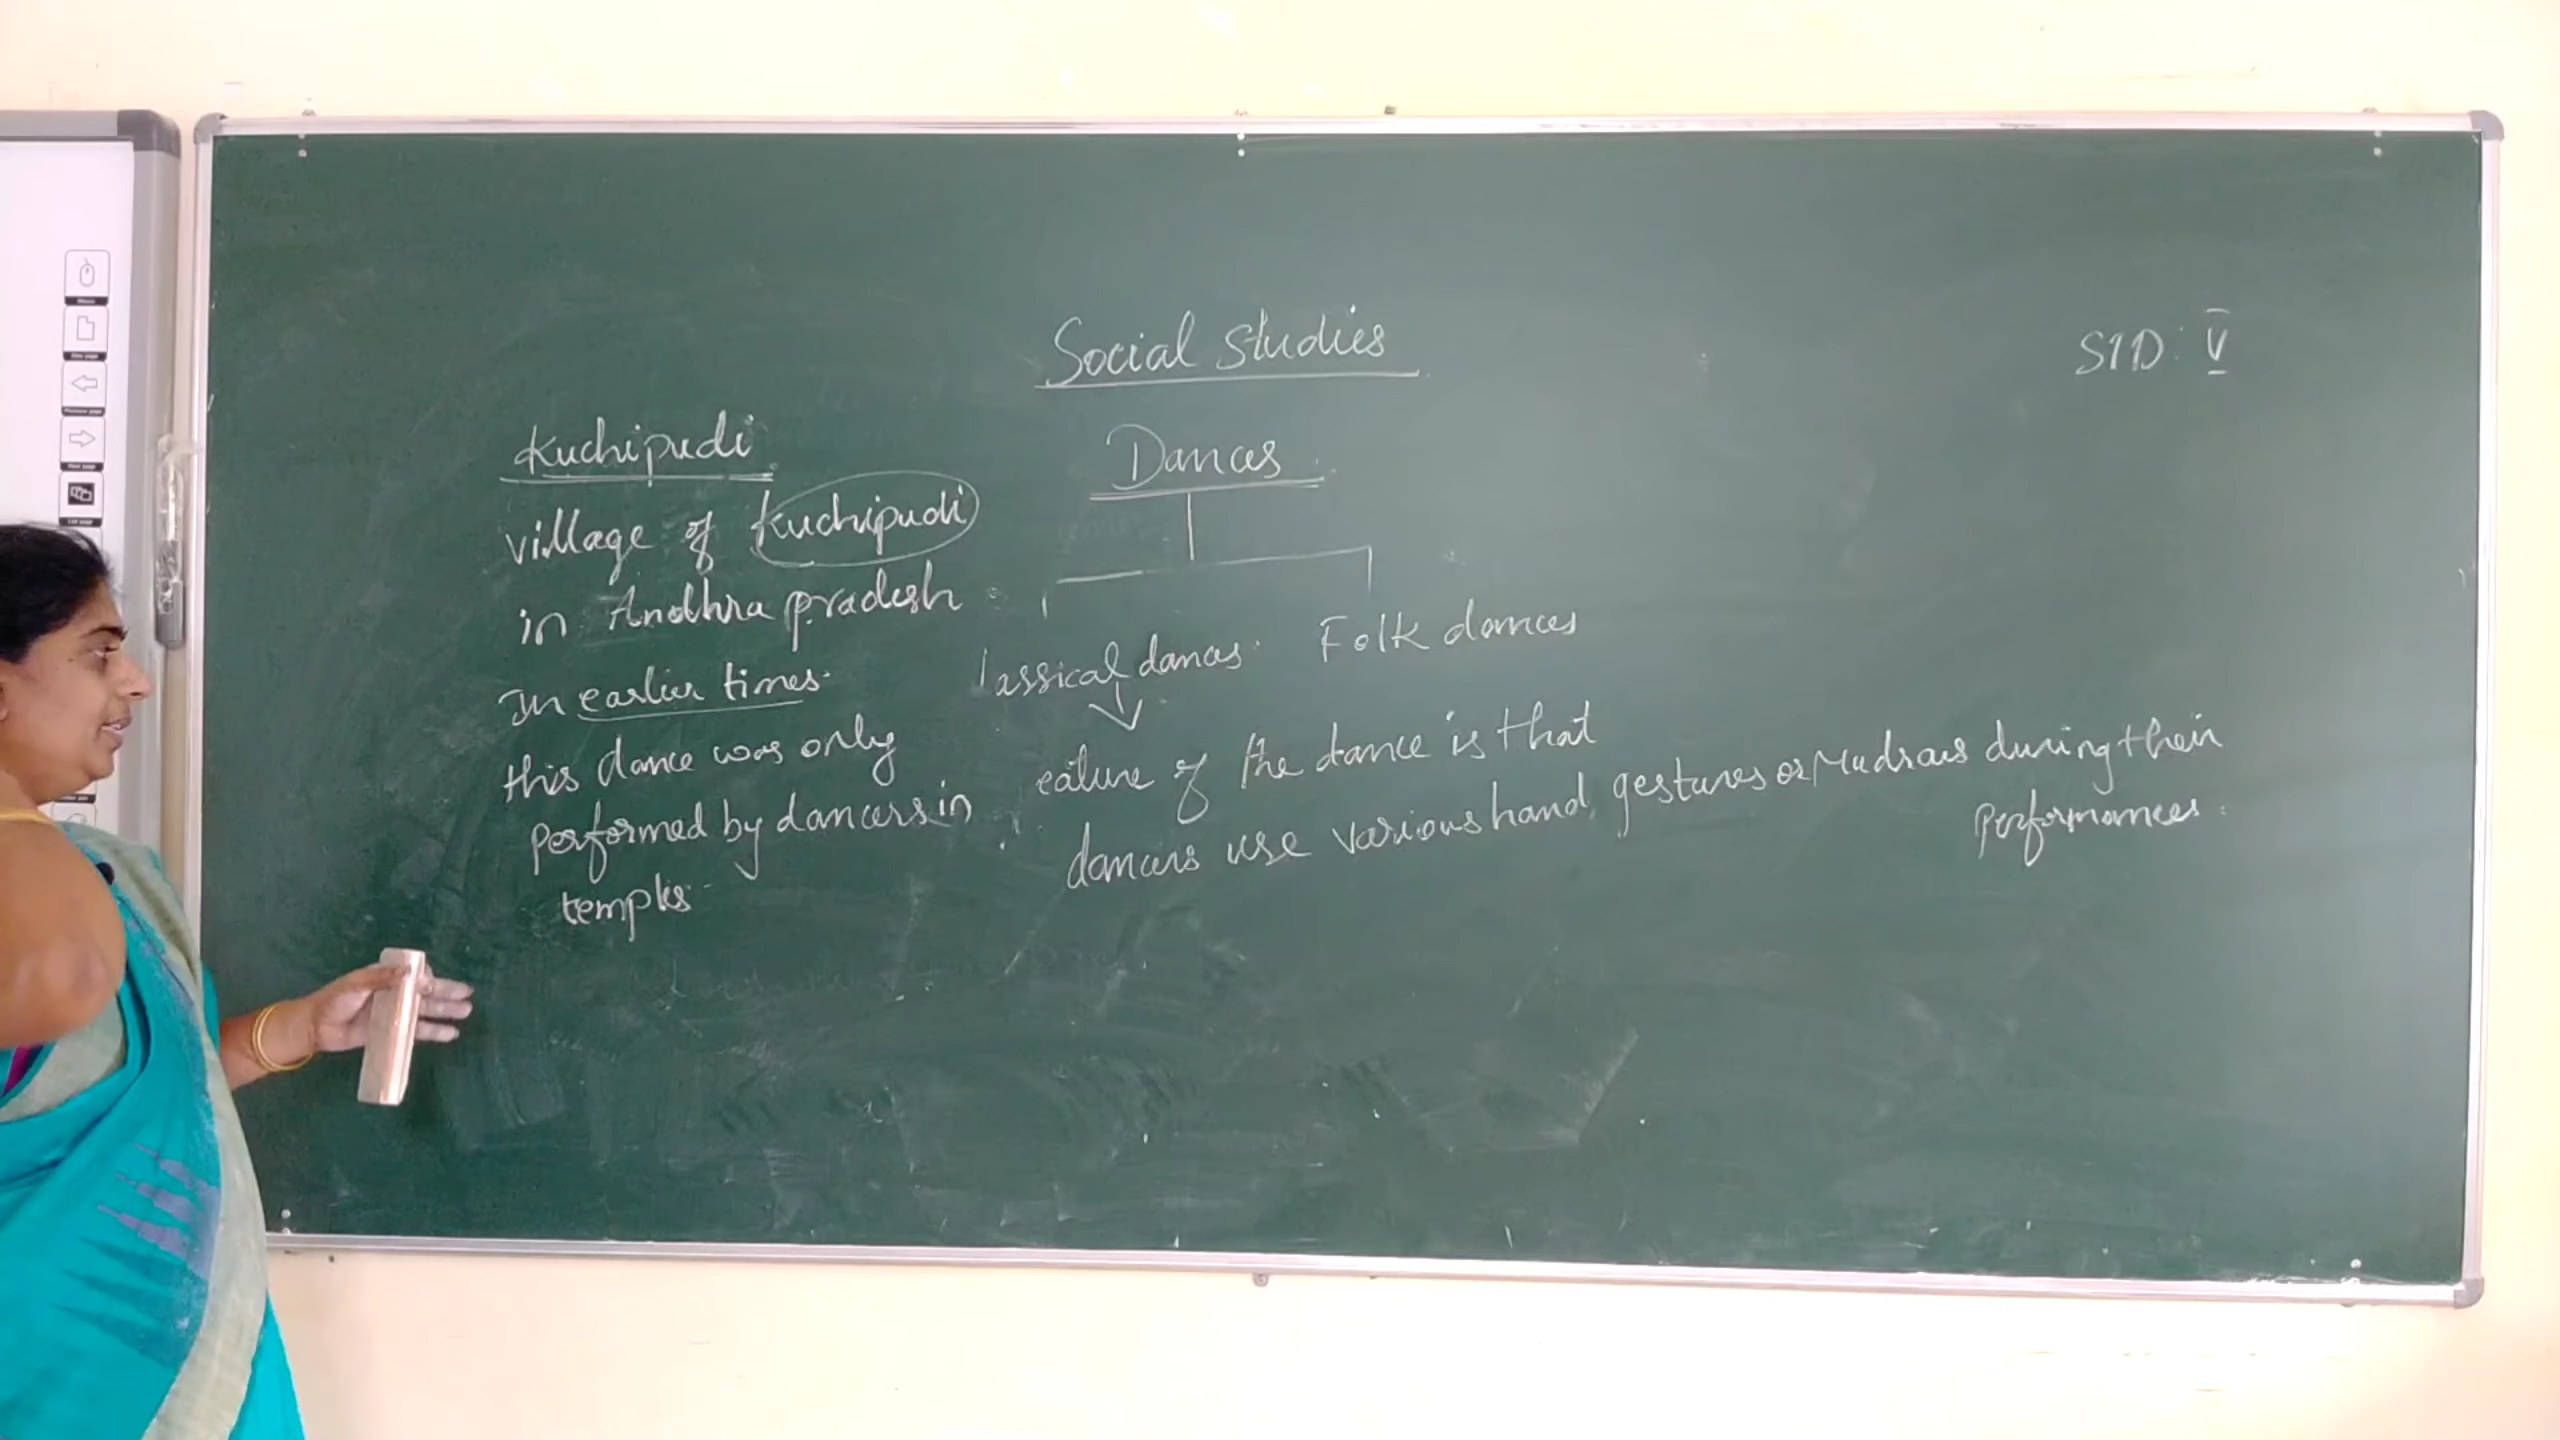 Social Studies
STD: V
Kuchipudi
village of Kuchipudi
in Andhra pradesh
In earlier times.
this dance was only
performed by dancers in
temples.
Dances
lassical dances. Folk dances
eature of the dance is that
dancers use various hand gestures or Mudras during their
performances.